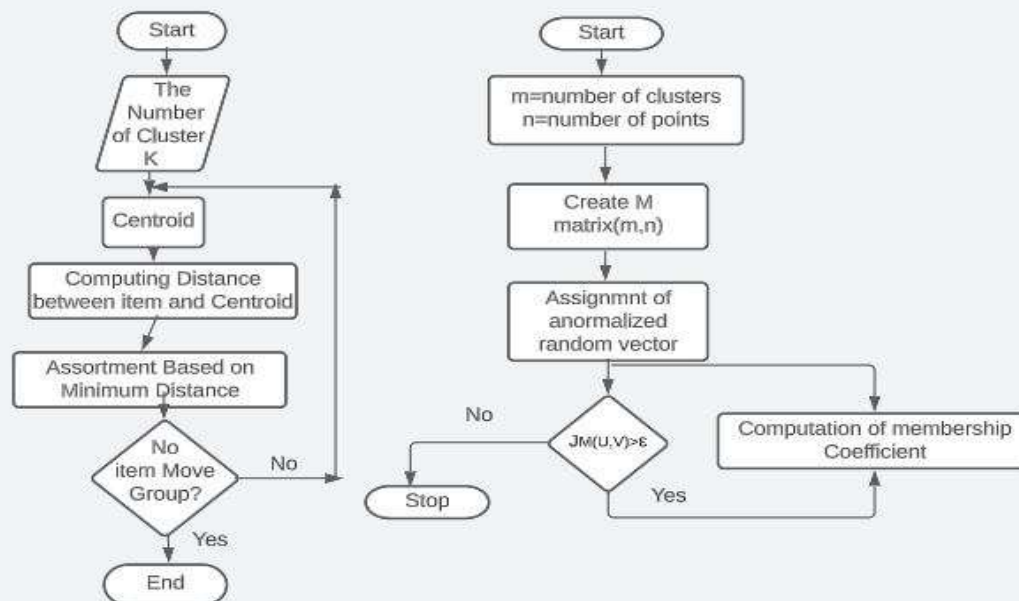 Start
The
Number
of Cluster
K
Centroid
Computing Distance
between item and Centroid
Assortment Based on
Minimum Distance
No
item Move
Group?
No
Yes
End
Start
m=number of clusters
n=number of points
Create M
matrix(m,n)
Assignmnt of
anormalized
random vector
JM(U,V)>ε
No
Stop
Yes
Computation of membership
Coefficient